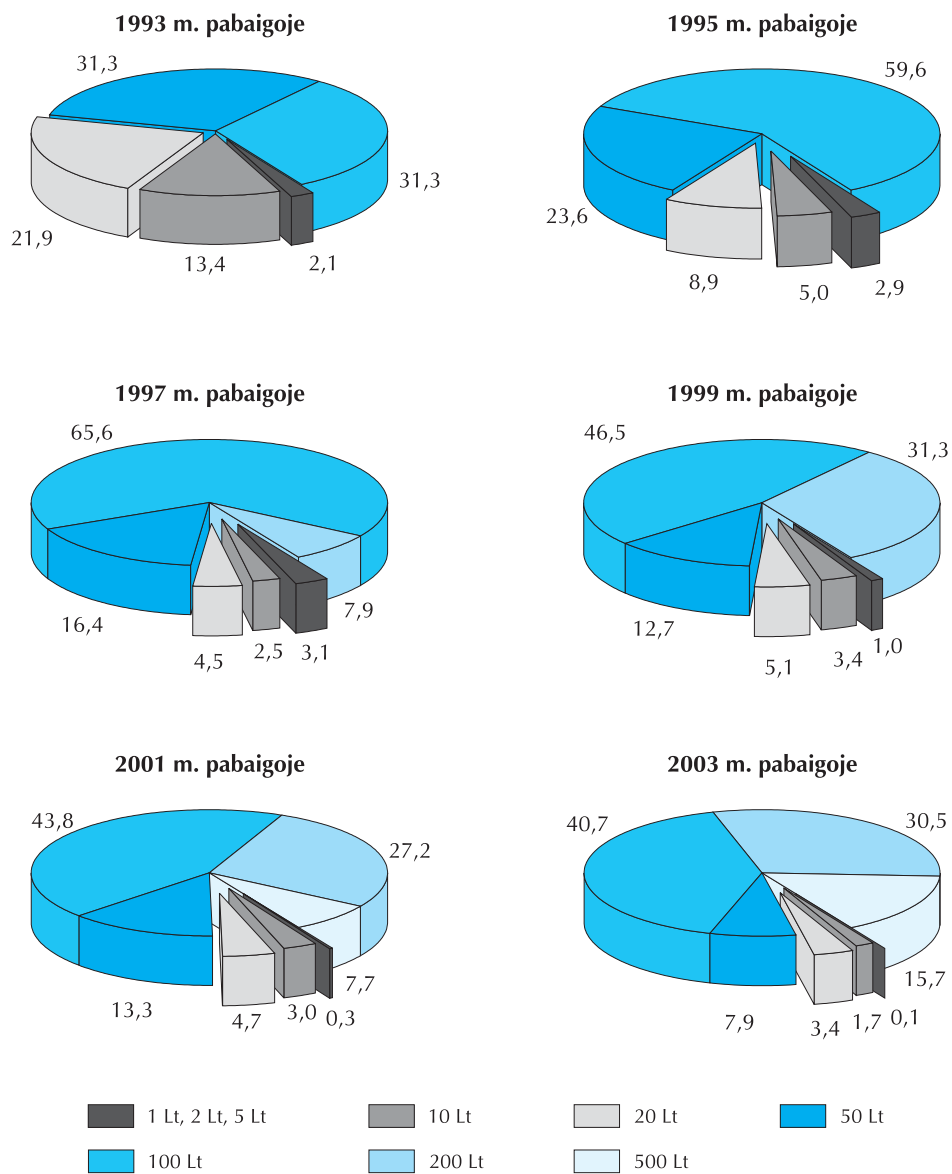 1993 m. pabaigoje
1995 m. pabaigoje
31,3
59,6
31,3
21,9
23,6
13,4
2,1
8,9
5,0
2,9
1997 m. pabaigoje
1999 m. pabaigoje
65,6
46,5
31,3
16,4
7,9
12,7
4,5
2,5
3,1
5,1
3,4
1,0
2001 m. pabaigoje
2003 m. pabaigoje
43,8
40,7
30,5
27,2
13,3
7,7
15,7
4,7
3,0
0,3
7,9
3,4
1,7
0,1
1 Lt, 2 Lt, 5 Lt
10 Lt
20 Lt
50 Lt
100 Lt
200 Lt
500 Lt